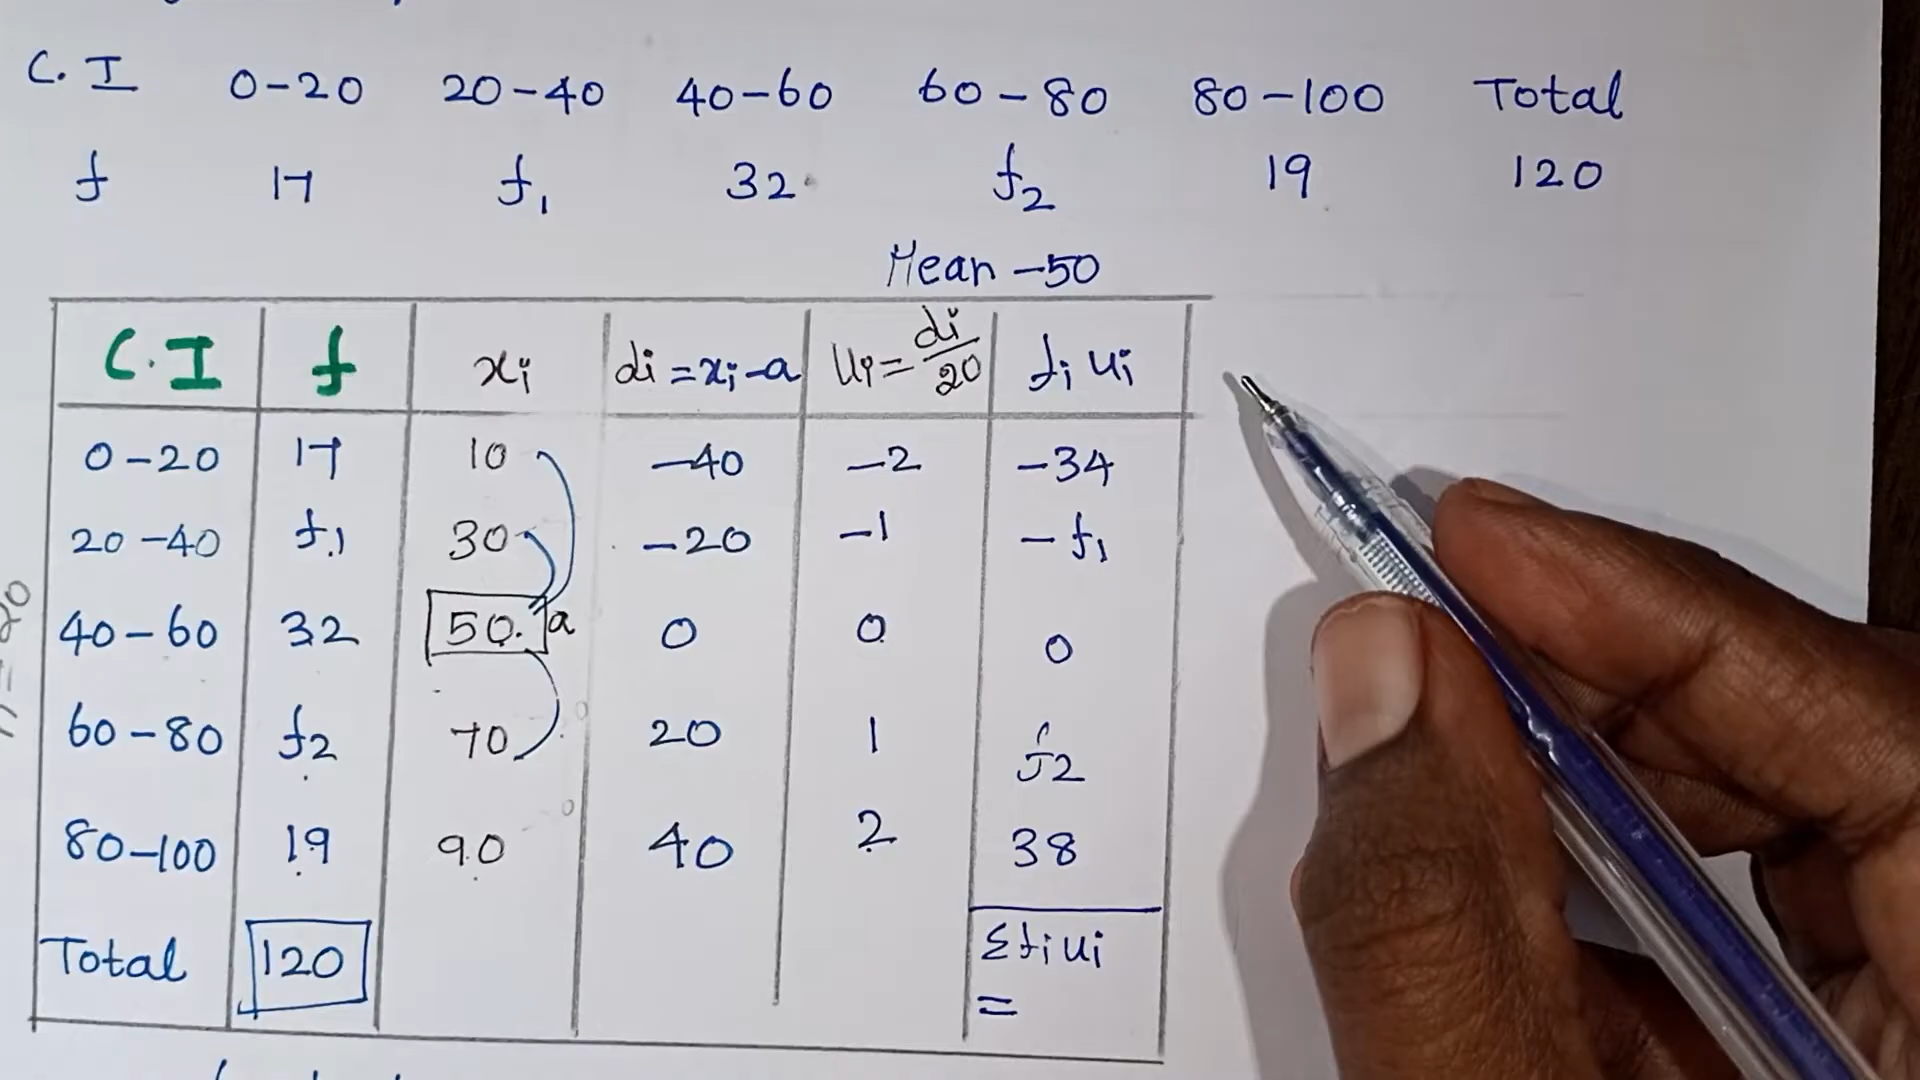 C.I 0-20 20-40 40-60 60-80 80-100 Total
f 17 f₁ 32 f₂ 19 120
Mean -50
C.I f xᵢ dᵢ=xᵢ-a uᵢ=dᵢ/20 fᵢuᵢ
0-20 17 10 -40 -2 -34
20-40 f₁ 30 -20 -1 -f₁
40-60 32 50 a 0 0 0
60-80 f₂ 70 20 1 f₂
80-100 19 90 40 2 38
Total 120 Σfᵢuᵢ
=